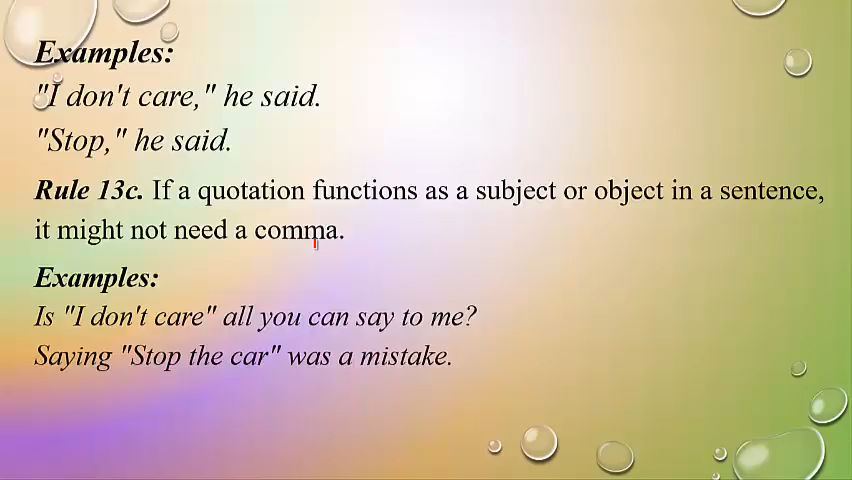 Examples:
"I don't care," he said.
"Stop," he said.
Rule 13c. If a quotation functions as a subject or object in a sentence,
it might not need a comma.
Examples:
Is "I don't care" all you can say to me?
Saying "Stop the car" was a mistake.